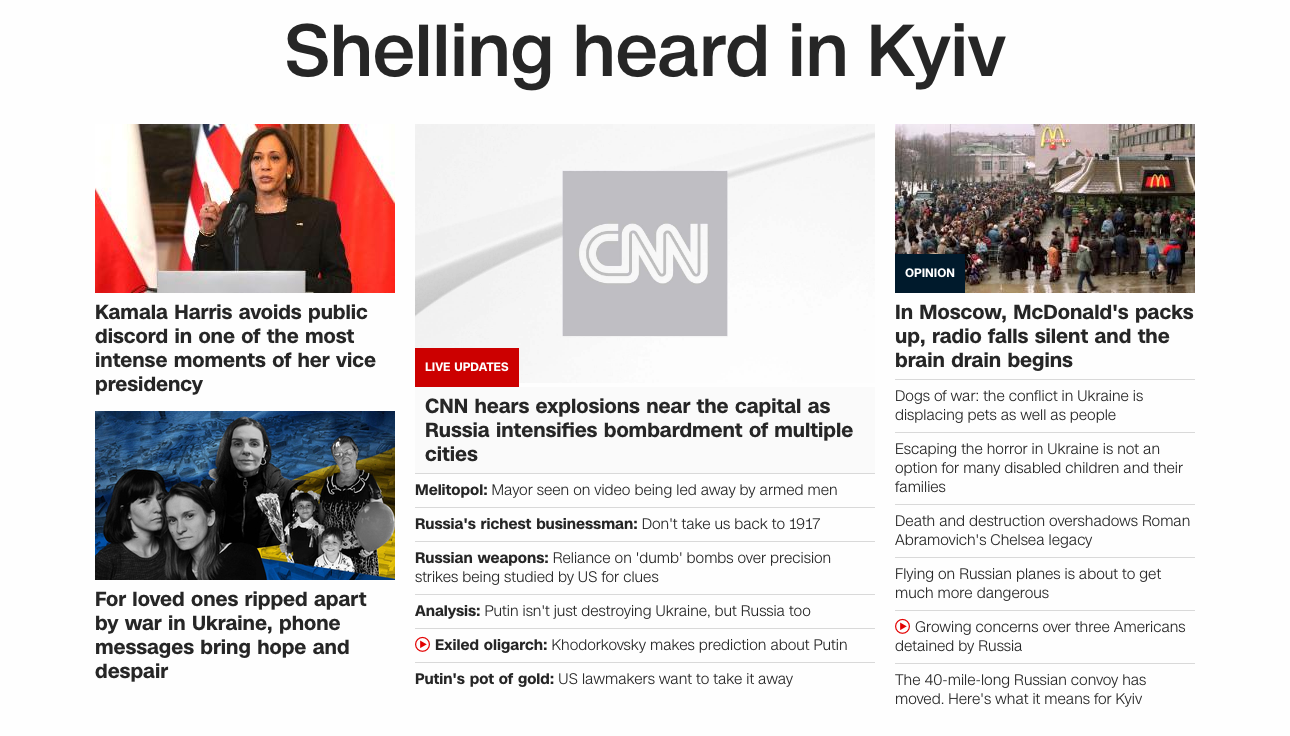 Shelling heard in Kyiv
Kamala Harris avoids public
discord in one of the most
intense moments of her vice
presidency
For loved ones ripped apart
by war in Ukraine, phone
messages bring hope and
despair
CNN
LIVE UPDATES
CNN hears explosions near the capital as
Russia intensifies bombardment of multiple
cities
Melitopol: Mayor seen on video being led away by armed men
Russia's richest businessman: Don't take us back to 1917
Russian weapons: Reliance on 'dumb' bombs over precision
strikes being studied by US for clues
Analysis: Putin isn't just destroying Ukraine, but Russia too
Exiled oligarch: Khodorkovsky makes prediction about Putin
Putin's pot of gold: US lawmakers want to take it away
OPINION
In Moscow, McDonald's packs
up, radio falls silent and the
brain drain begins
Dogs of war: the conflict in Ukraine is
displacing pets as well as people
Escaping the horror in Ukraine is not an
option for many disabled children and their
families
Death and destruction overshadows Roman
Abramovich's Chelsea legacy
Flying on Russian planes is about to get
much more dangerous
Growing concerns over three Americans
detained by Russia
The 40-mile-long Russian convoy has
moved. Here's what it means for Kyiv